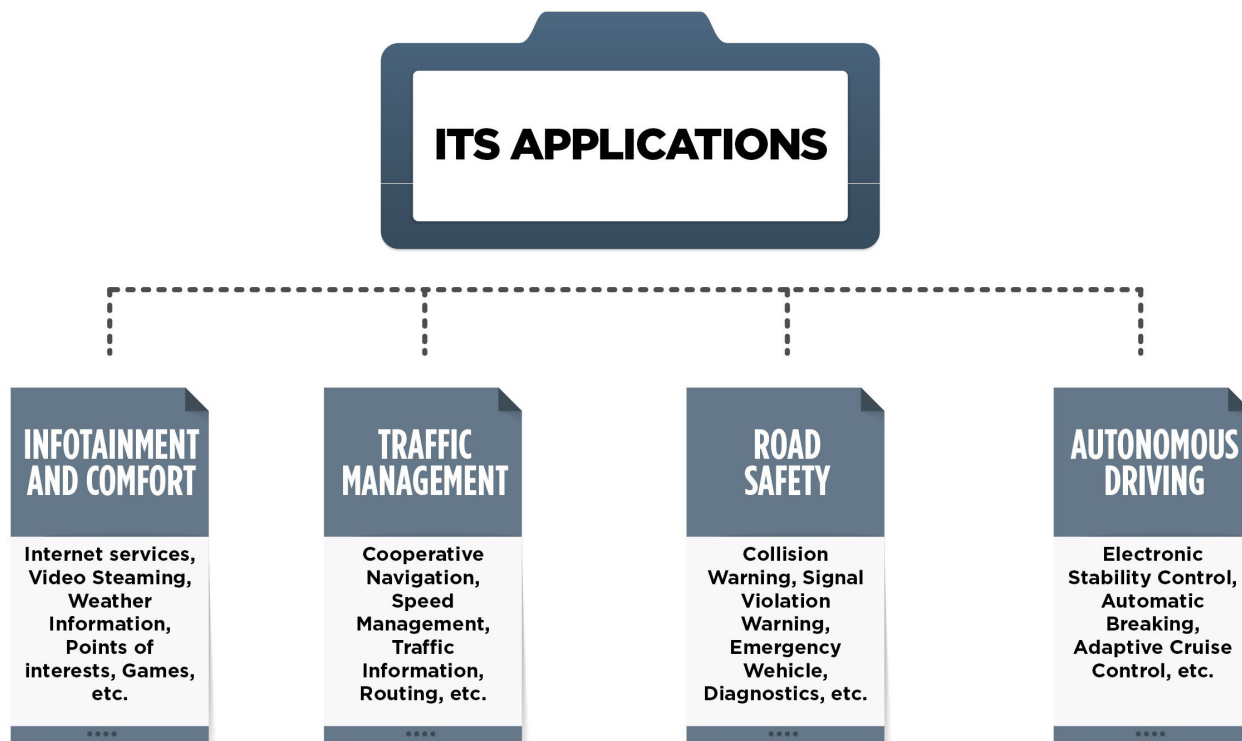 ITS APPLICATIONS
INFOTAINMENT
AND COMFORT
Internet services,
Video Steaming,
Weather
Information,
Points of
interests, Games,
etc.
TRAFFIC
MANAGEMENT
Cooperative
Navigation,
Speed
Management,
Traffic
Information,
Routing, etc.
ROAD
SAFETY
Collision
Warning, Signal
Violation
Warning,
Emergency
Wehicle,
Diagnostics, etc.
AUTONOMOUS
DRIVING
Electronic
Stability Control,
Automatic
Breaking,
Adaptive Cruise
Control, etc.